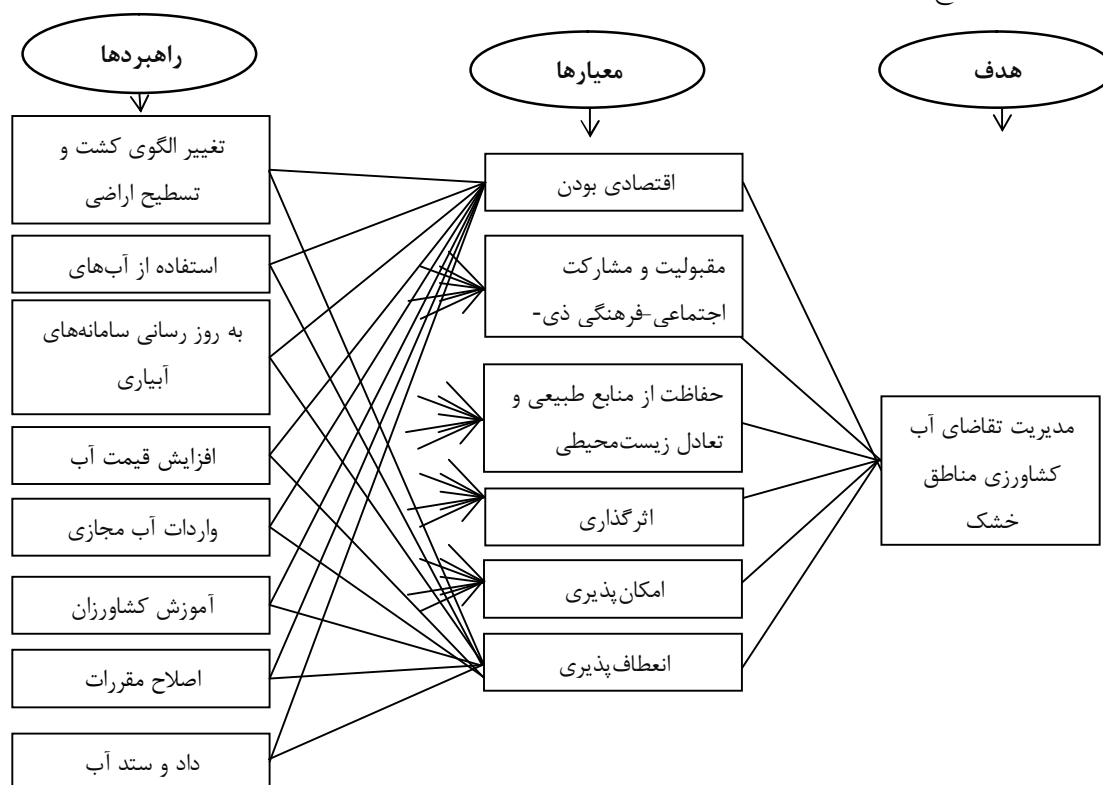 هدف
معیارها
راهبردها
مدیریت تقاضای آب
کشاورزی مناطق
خشک
اقتصادی بودن
مقبولیت و مشارکت
اجتماعی-فرهنگی ذی-
حفاظت از منابع طبیعی و
تعادل زیست‌محیطی
اثرگذاری
امکان‌پذیری
انعطاف‌پذیری
تغییر الگوی کشت و
تسطیح اراضی
استفاده از آب‌های
به روز رسانی سامانه‌های
آبیاری
افزایش قیمت آب
واردات آب مجازی
آموزش کشاورزان
اصلاح مقررات
داد و ستد آب